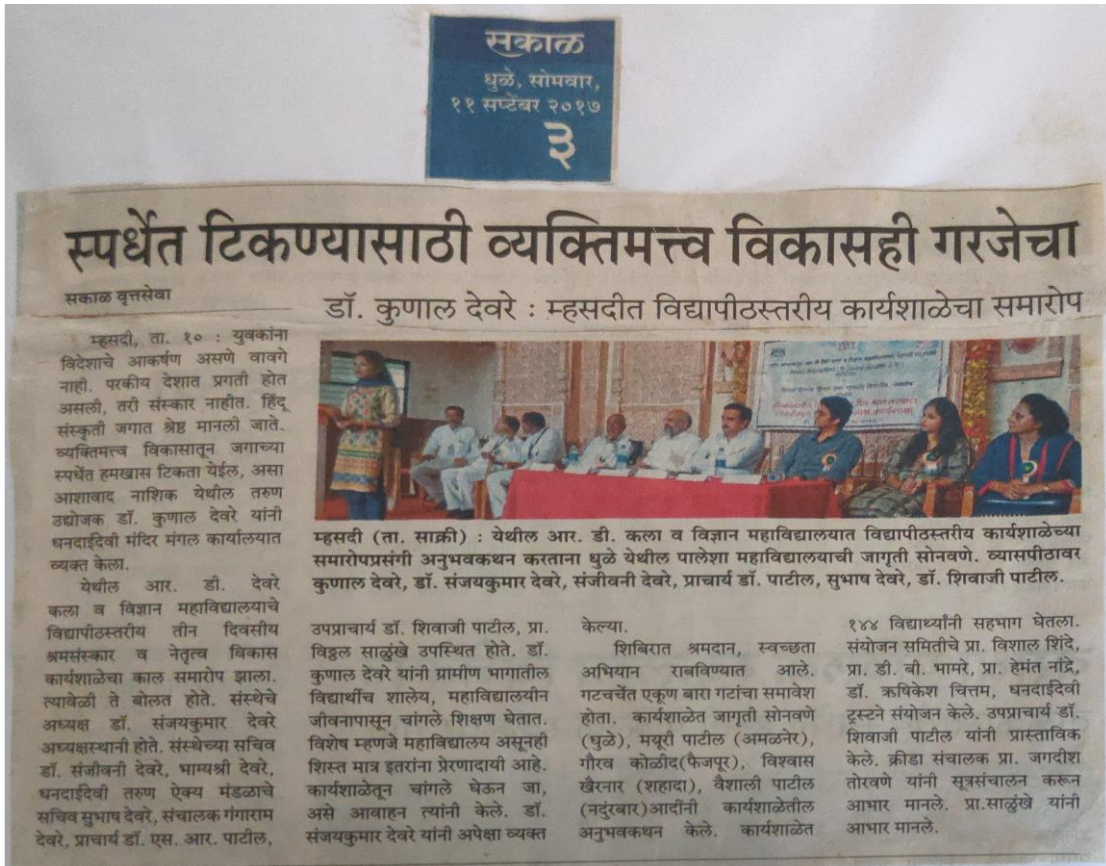 सकाळ
धुळे, सोमवार,
११ सप्टेंबर २०१७
३
स्पर्धेत टिकण्यासाठी व्यक्तिमत्त्व विकासही गरजेचा
सकाळ वृत्तसेवा
डॉ. कुणाल देवरे : म्हसदीत विद्यापीठस्तरीय कार्यशाळेचा समारोप
म्हसदी, ता. १० : युवकांना
विदेशाचे आकर्षण असणे वावगे
नाही. परकीय देशात प्रगती होत
असली, तरी संस्कार नाहीत. हिंदू
संस्कृती जगात श्रेष्ठ मानली जाते.
व्यक्तिमत्त्व विकासातून जगाच्या
स्पर्धेत हमखास टिकता येईल, असा
आशावाद नाशिक येथील तरुण
उद्योजक डॉ. कुणाल देवरे यांनी
धनदाईदेवी मंदिर मंगल कार्यालयात
व्यक्त केला.
येथील आर. डी. देवरे
कला व विज्ञान महाविद्यालयाचे
विद्यापीठस्तरीय तीन दिवसीय
श्रमसंस्कार व नेतृत्व विकास
कार्यशाळेचा काल समारोप झाला.
त्यावेळी ते बोलत होते. संस्थेचे
अध्यक्ष डॉ. संजयकुमार देवरे
अध्यक्षस्थानी होते. संस्थेच्या सचिव
डॉ. संजीवनी देवरे, भाग्यश्री देवरे,
धनदाईदेवी तरुण ऐक्य मंडळाचे
सचिव सुभाष देवरे, संचालक गंगाराम
देवरे, प्राचार्य डॉ. एस. आर. पाटील,
म्हसदी (ता. साक्री) : येथील आर. डी. कला व विज्ञान महाविद्यालयात विद्यापीठस्तरीय कार्यशाळेच्या
समारोपप्रसंगी अनुभवकथन करताना धुळे येथील पालेशा महाविद्यालयाची जागृती सोनवणे. व्यासपीठावर
कुणाल देवरे, डॉ. संजयकुमार देवरे, संजीवनी देवरे, प्राचार्य डॉ. पाटील, सुभाष देवरे, डॉ. शिवाजी पाटील.
उपप्राचार्य डॉ. शिवाजी पाटील, प्रा.
विठ्ठल साळुंखे उपस्थित होते. डॉ.
कुणाल देवरे यांनी ग्रामीण भागातील
विद्यार्थीच शालेय, महाविद्यालयीन
जीवनापासून चांगले शिक्षण घेतात.
विशेष म्हणजे महाविद्यालय असूनही
शिस्त मात्र इतरांना प्रेरणादायी आहे.
कार्यशाळेतून चांगले घेऊन जा,
असे आवाहन त्यांनी केले. डॉ.
संजयकुमार देवरे यांनी अपेक्षा व्यक्त
केल्या.
शिबिरात श्रमदान, स्वच्छता
अभियान राबविण्यात आले.
गटचर्चेत एकूण बारा गटांचा समावेश
होता. कार्यशाळेत जागृती सोनवणे
(धुळे), मयूरी पाटील (अमळनेर),
गौरव कोळीद(फैजपूर), विश्वास
खैरनार (शहादा), वैशाली पाटील
(नदुंरबार)आदींनी कार्यशाळेतील
अनुभवकथन केले. कार्यशाळेत
१४४ विद्यार्थ्यांनी सहभाग घेतला.
संयोजन समितीचे प्रा. विशाल शिंदे,
प्रा. डी. बी. भामरे, प्रा. हेमंत नांद्रे,
डॉ. ऋषिकेश चित्तम, धनदाईदेवी
ट्रस्टने संयोजन केले. उपप्राचार्य डॉ.
शिवाजी पाटील यांनी प्रास्ताविक
केले. क्रीडा संचालक प्रा. जगदीश
तोरवणे यांनी सूत्रसंचालन करून
आभार मानले. प्रा.साळुंखे यांनी
आभार मानले.